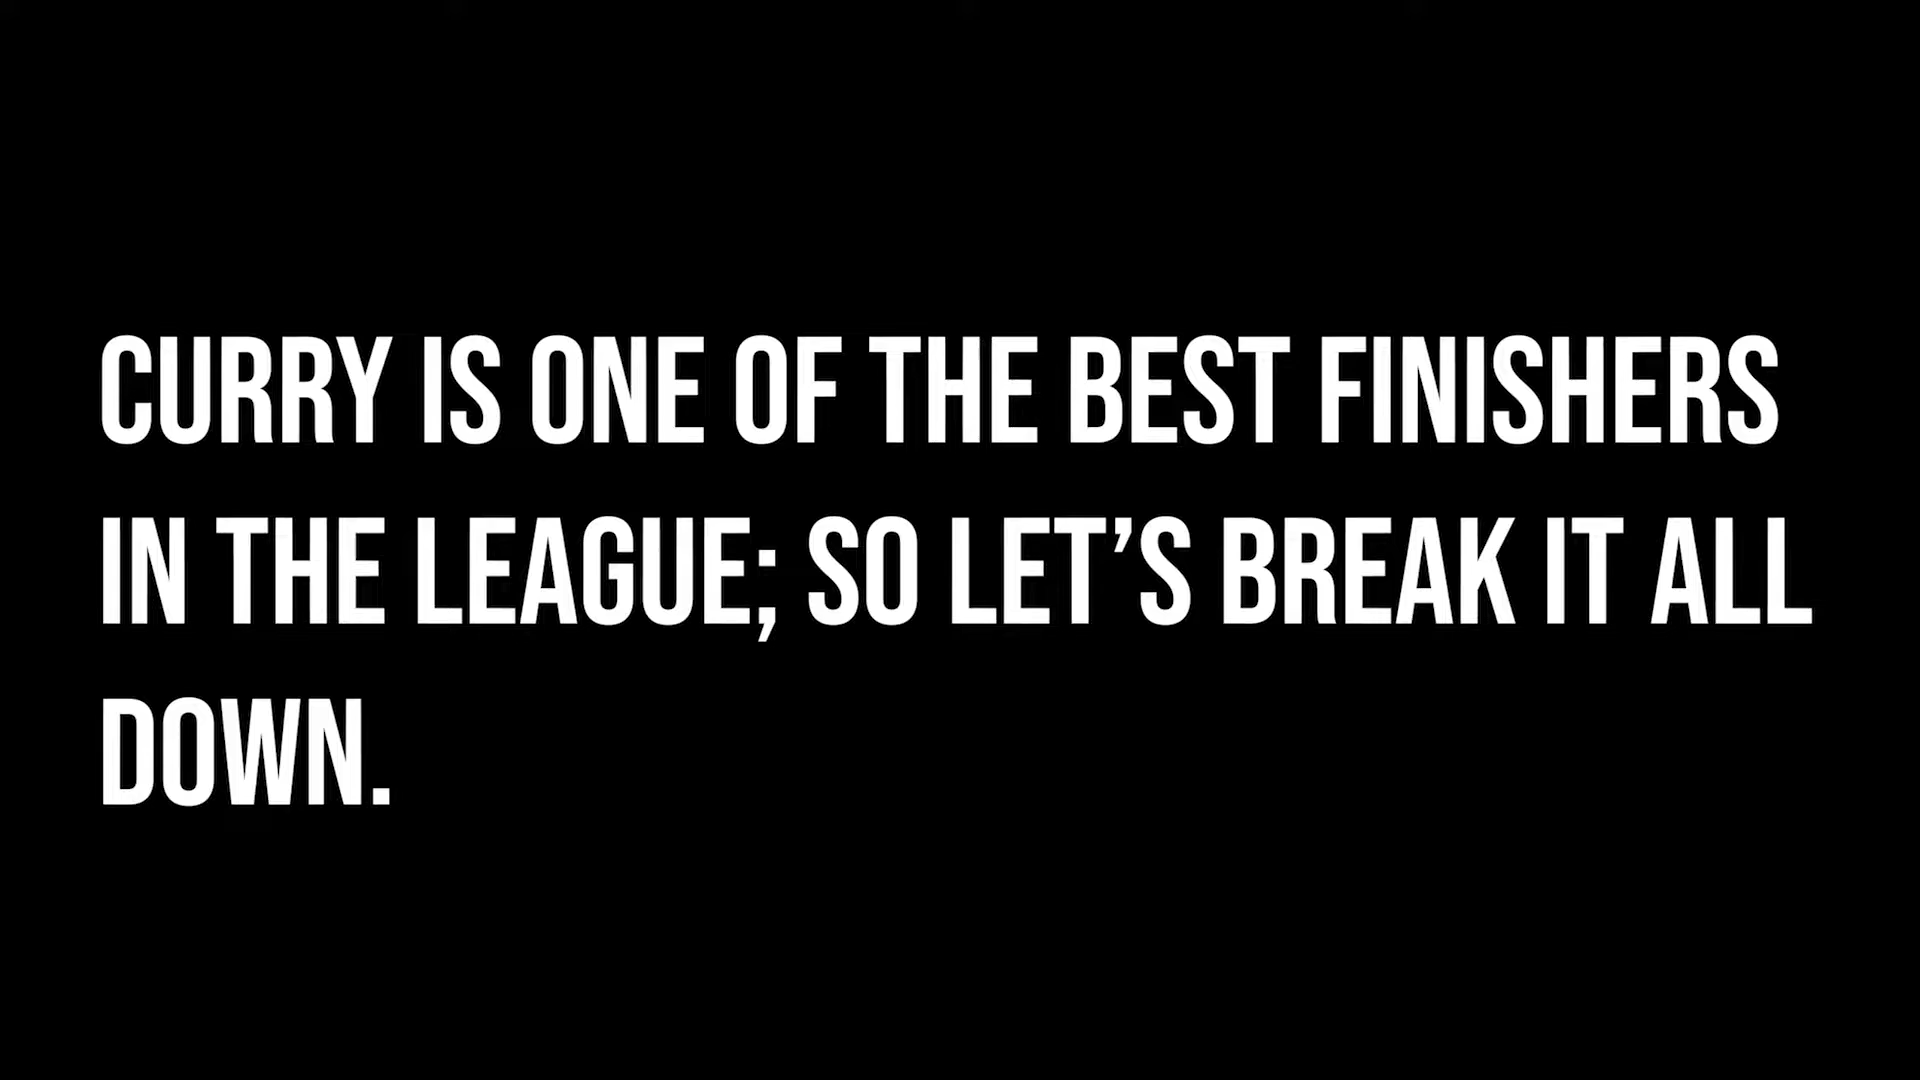 CURRY IS ONE OF THE BEST FINISHERS
IN THE LEAGUE; SO LET’S BREAK IT ALL
DOWN.